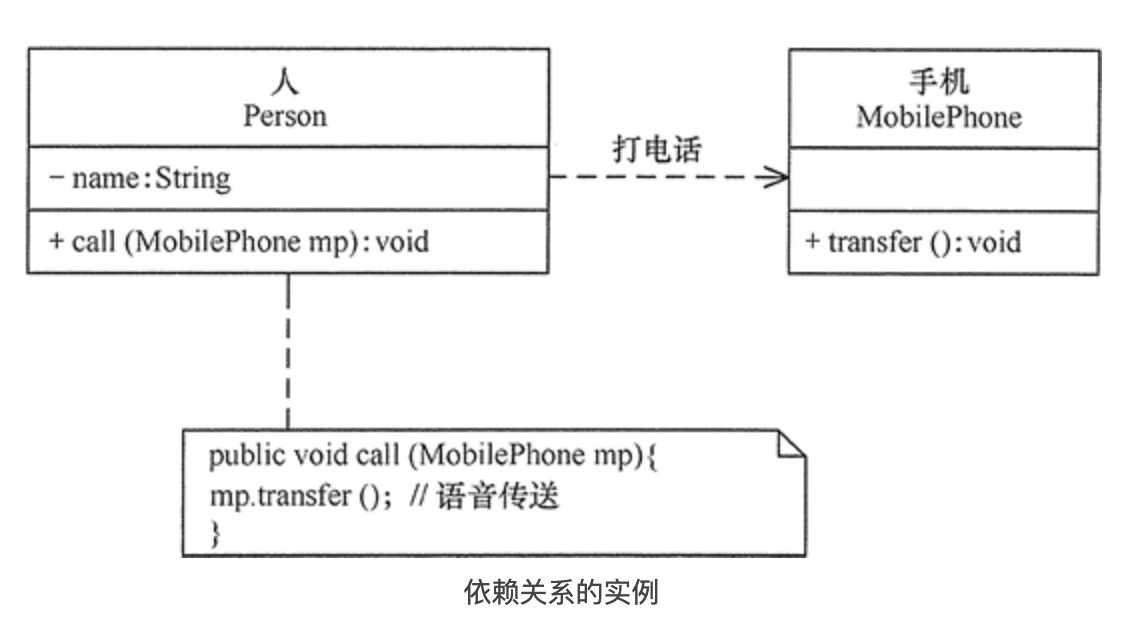 人
Person
- name:String
+ call (MobilePhone mp):void
打电话
手机
MobilePhone
+ transfer ():void
public void call (MobilePhone mp){
mp.transfer (); // 语音传送
}
依赖关系的实例